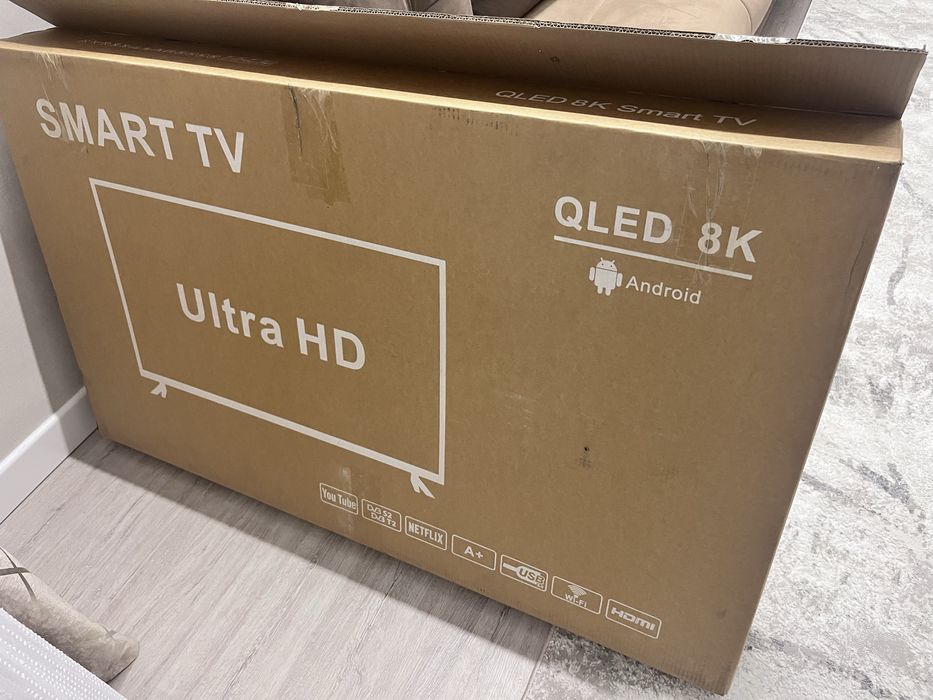 QLED 8K Smart TV
SMART TV
QLED 8K
Android
Ultra HD
You Tube
DVB S2
DVB T2
NETFLIX
A+
USB
Wi-Fi
HDMI